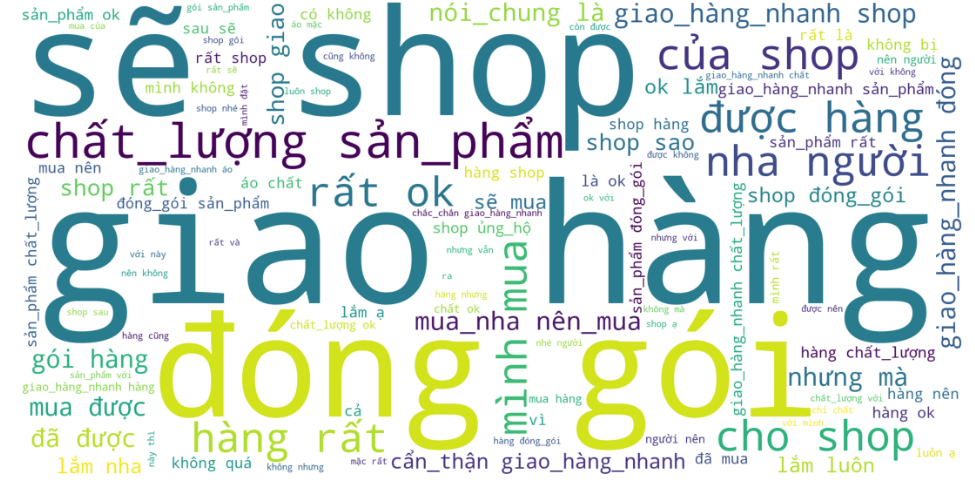 sẽ shop
giao hàng
đóng gói
chất_lượng sản_phẩm
sản_phẩm ok
gói sản_phẩm
mua của
sau sẽ
shop gói
áo mặc
rất shop
rất sẽ
mình không
mình đặt
shop nhé
luôn shop
shop giao
có không
cũng không
nói_chung là
còn được
giao_hàng_nhanh shop
của shop
rất là
không bị
nên người
giao_hàng_nhanh chất
với không
ok lắm
giao_hàng_nhanh sản_phẩm
được hàng
shop hàng
shop sao
sản_phẩm rất
được không
nha người
giao_hàng_nhanh đóng
mua nên
giao_hàng_nhanh áo
hàng shop
shop rất
áo chất
rất ok
sẽ mua
là ok
ok với
shop đóng_gói
đóng_gói sản_phẩm
chắc_chắn giao_hàng_nhanh
shop ủng_hộ
nhưng vẫn
nhưng với
sản_phẩm chất_lượng
với này
rất và
nên không
ra
sản_phẩm đóng_gói
giao_hàng_nhanh chất_lượng
mình rất
mình mua
hàng nhưng
chất ok
không mà
được nên
shop sau
lắm ạ
chất_lượng ok
mua_nha nên_mua
shop ạ
hàng cũng
nhé người
gói hàng
sản_phẩm với
giao_hàng_nhanh hàng
hàng chất_lượng
nhưng mà
chất_lượng với
hàng nên
mua được
cả
vì
mua hàng
chỉ chất
hàng ok
với mình
đã được
này thì
hàng rất
hàng đóng_gói
người nên
cho shop
luôn ạ
lắm nha
không quá
không nhưng
mặc rất
cẩn_thận giao_hàng_nhanh
đã mua
lắm luôn